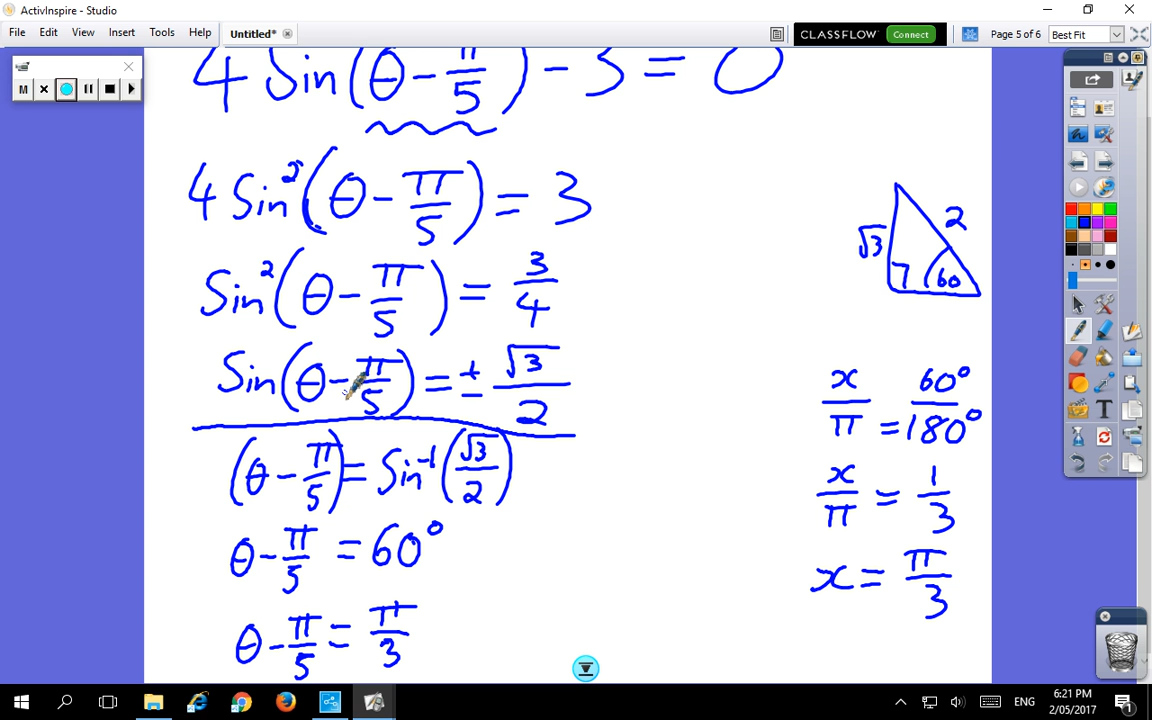 ActivInspire - Studio
File Edit View Insert Tools Help
Untitled*
CLASSFLOW Connect
Page 5 of 6
Best Fit
M
4 Sin(θ - π/5) - 3 = 0
4 Sin²(θ - π/5) = 3
Sin²(θ - π/5) = 3/4
Sin(θ - π/5) = ± √3/2
(θ - π/5) = Sin⁻¹(√3/2)
θ - π/5 = 60°
θ - π/5 = π/3
√3
2
60
x/π = 60°/180°
x/π = 1/3
x = π/3
ENG
6:21 PM
2/05/2017
1